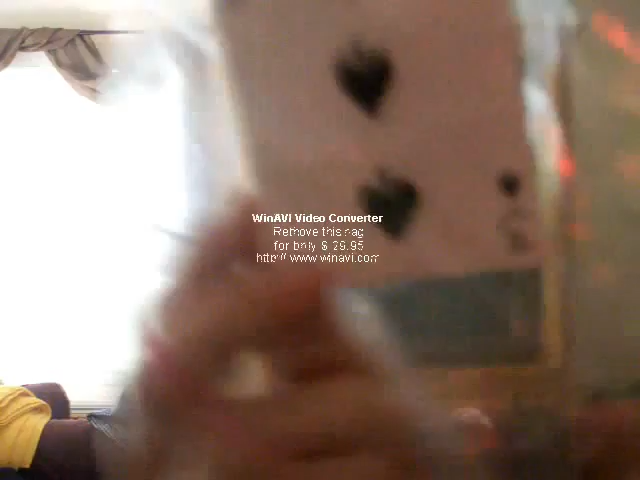 WinAVI Video Converter
Remove this nag
for only $ 29.95
http:// www.winavi.com